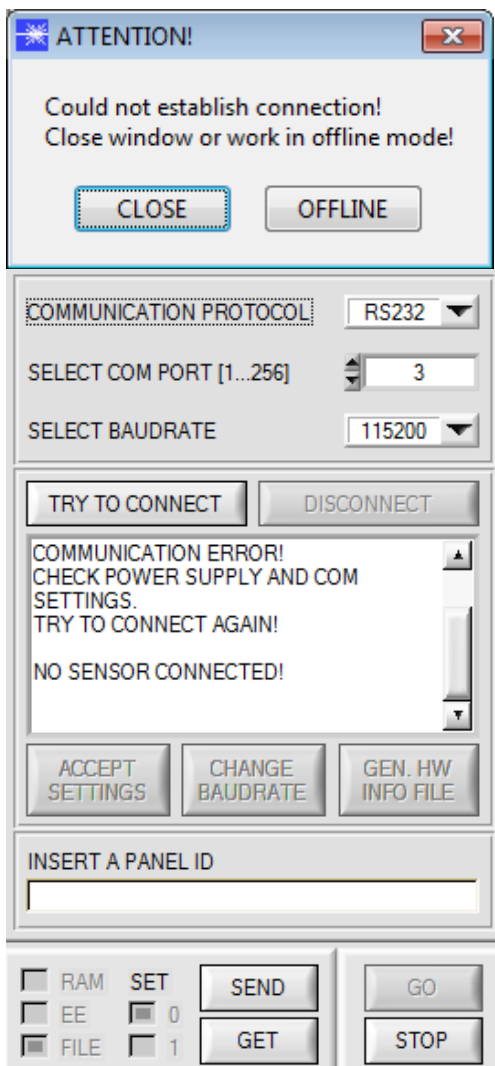 ATTENTION!
Could not establish connection!
Close window or work in offline mode!
CLOSE OFFLINE
COMMUNICATION PROTOCOL RS232
SELECT COM PORT [1...256] 3
SELECT BAUDRATE 115200
TRY TO CONNECT DISCONNECT
COMMUNICATION ERROR!
CHECK POWER SUPPLY AND COM
SETTINGS.
TRY TO CONNECT AGAIN!
NO SENSOR CONNECTED!
ACCEPT CHANGE GEN. HW
SETTINGS BAUDRATE INFO FILE
INSERT A PANEL ID
RAM SET SEND GO
EE 0
FILE 1 GET STOP